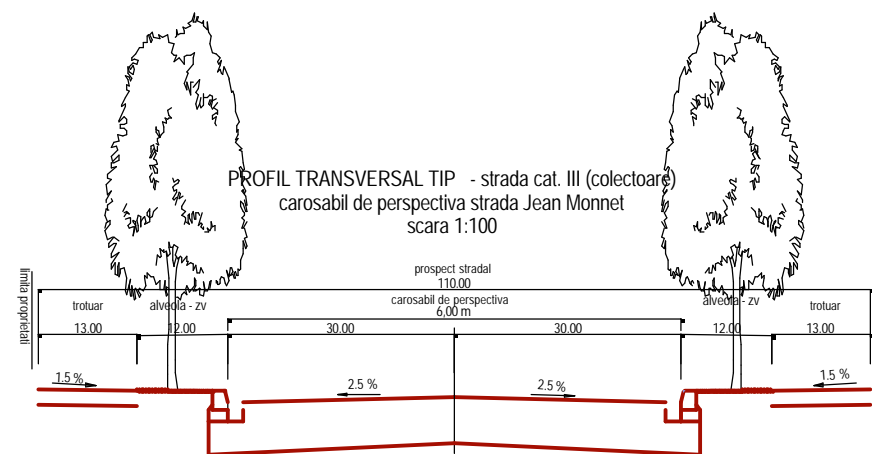 PROFIL TRANSVERSAL TIP - strada cat. III (colectoare)
carosabil de perspectiva strada Jean Monnet
scara 1:100
prospect stradal
110.00
limita proprietati
trotuar
alveola - zv
carosabil de perspectiva
6,00 m
alveola - zv
trotuar
13.00
12.00
30.00
30.00
12.00
13.00
1.5 %
2.5 %
2.5 %
1.5 %